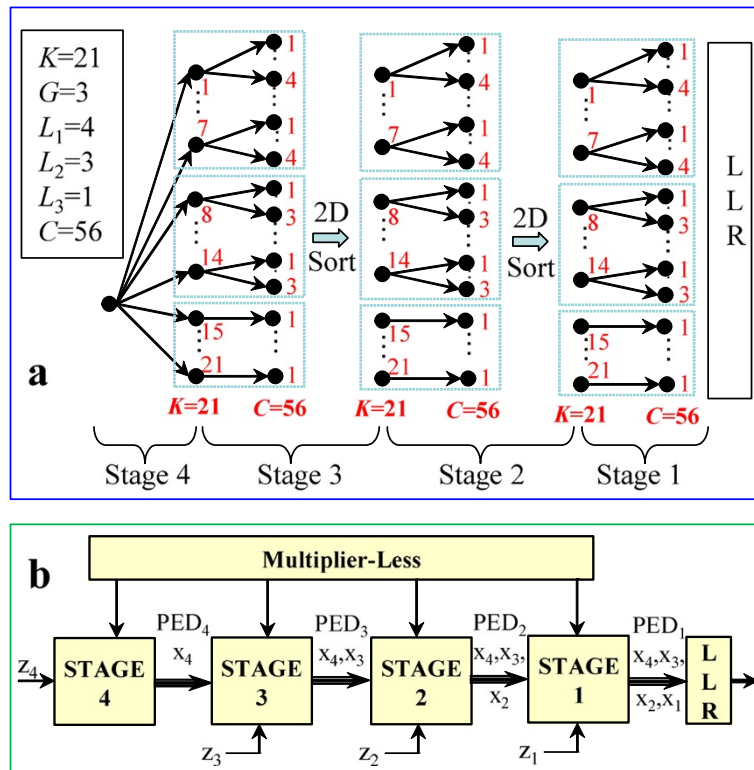 K=21
G=3
L₁=4
L₂=3
L₃=1
C=56
a
1
7
8
14
15
21
1
4
1
4
1
3
1
3
1
1
K=21
C=56
2D
Sort
1
7
8
14
15
21
1
4
1
4
1
3
1
3
1
1
K=21
C=56
2D
Sort
1
7
8
14
15
21
1
4
1
4
1
3
1
3
1
1
K=21
C=56
L
L
R
Stage 4
Stage 3
Stage 2
Stage 1
b
Multiplier-Less
z₄
STAGE
4
PED₄
x₄
STAGE
3
z₃
PED₃
x₄,x₃
STAGE
2
z₂
PED₂
x₄,x₃,
x₂
STAGE
1
z₁
PED₁
x₄,x₃,
x₂,x₁
L
L
R